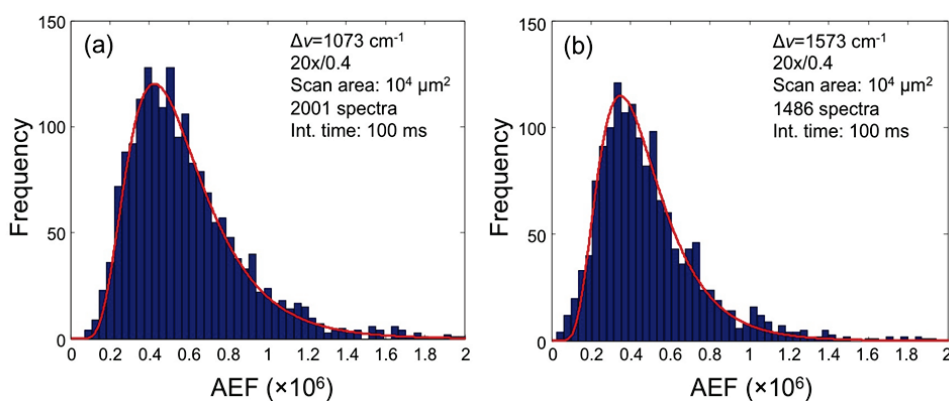 (a)
Δν=1073 cm⁻¹
20x/0.4
Scan area: 10⁴ µm²
2001 spectra
Int. time: 100 ms
150
100
50
0
Frequency
0 0.2 0.4 0.6 0.8 1 1.2 1.4 1.6 1.8 2
AEF (×10⁶)
(b)
Δν=1573 cm⁻¹
20x/0.4
Scan area: 10⁴ µm²
1486 spectra
Int. time: 100 ms
150
100
50
0
Frequency
0 0.2 0.4 0.6 0.8 1 1.2 1.4 1.6 1.8 2
AEF (×10⁶)